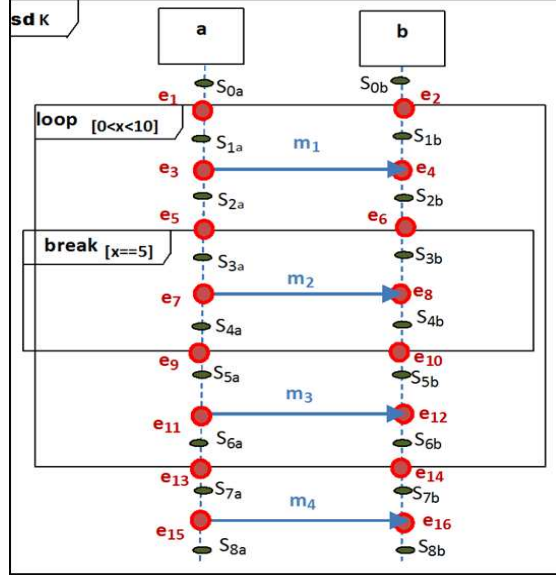 sd K
a b
S0a S0b
e1 e2
loop [0<x<10]
S1a S1b
m1
e3 e4
S2a S2b
e5 e6
break [x==5]
S3a S3b
m2
e7 e8
S4a S4b
e9 e10
S5a S5b
m3
e11 e12
S6a S6b
e13 e14
S7a S7b
m4
e15 e16
S8a S8b